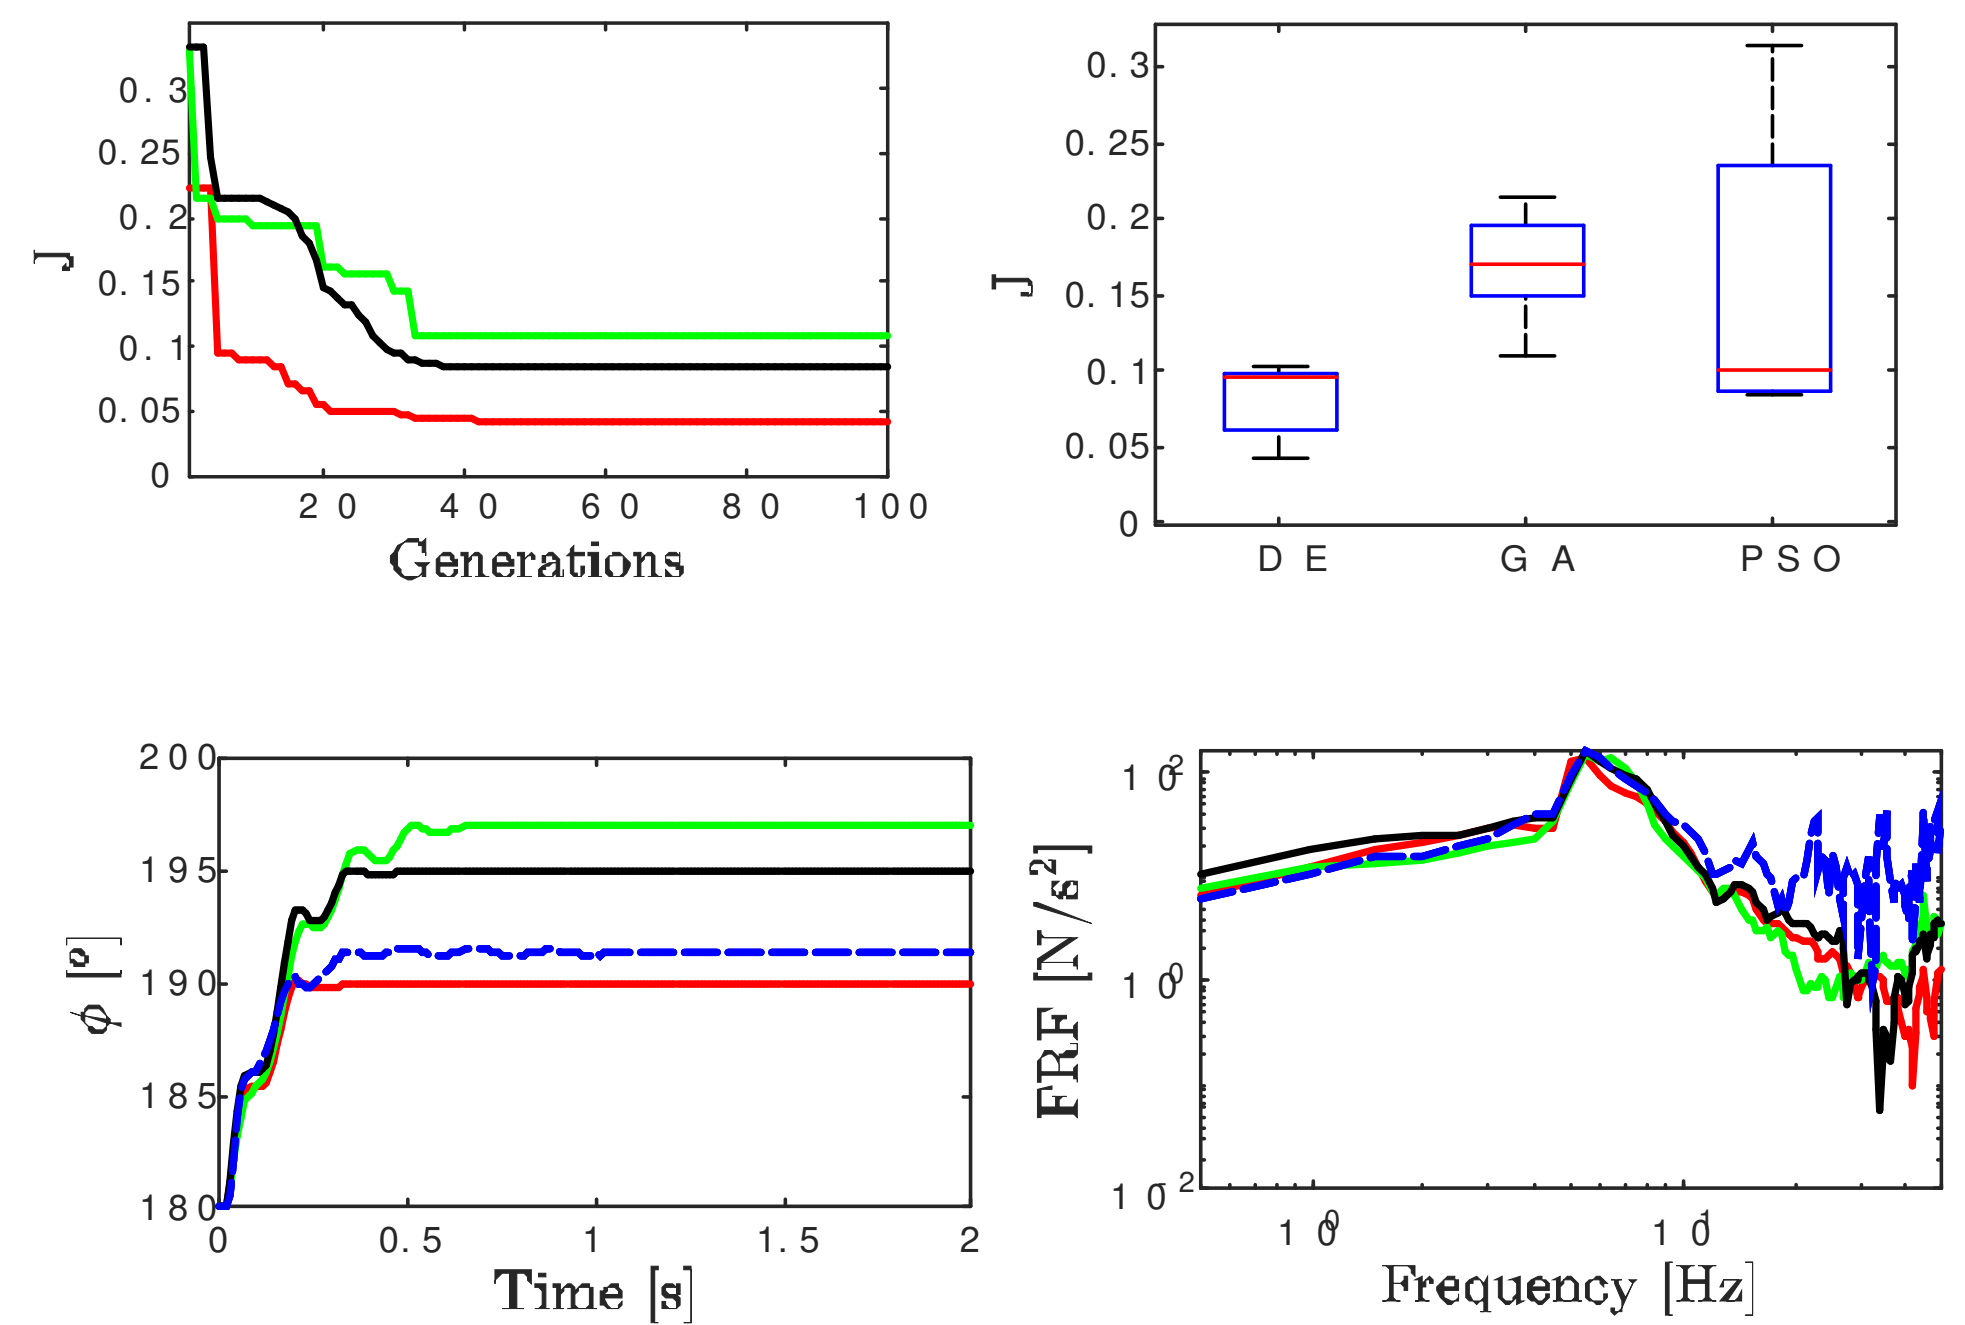 0.3
0.25
0.2
0.15
0.1
0.05
0
J
20 40 60 80 100
Generations
0.3
0.25
0.2
0.15
0.1
0.05
0
J
DE GA PSO
200
195
190
185
180
ϕ [º]
0 0.5 1 1.5 2
Time [s]
10²
10⁰
10⁻²
FRF [N/s²]
10⁰ 10¹
Frequency [Hz]